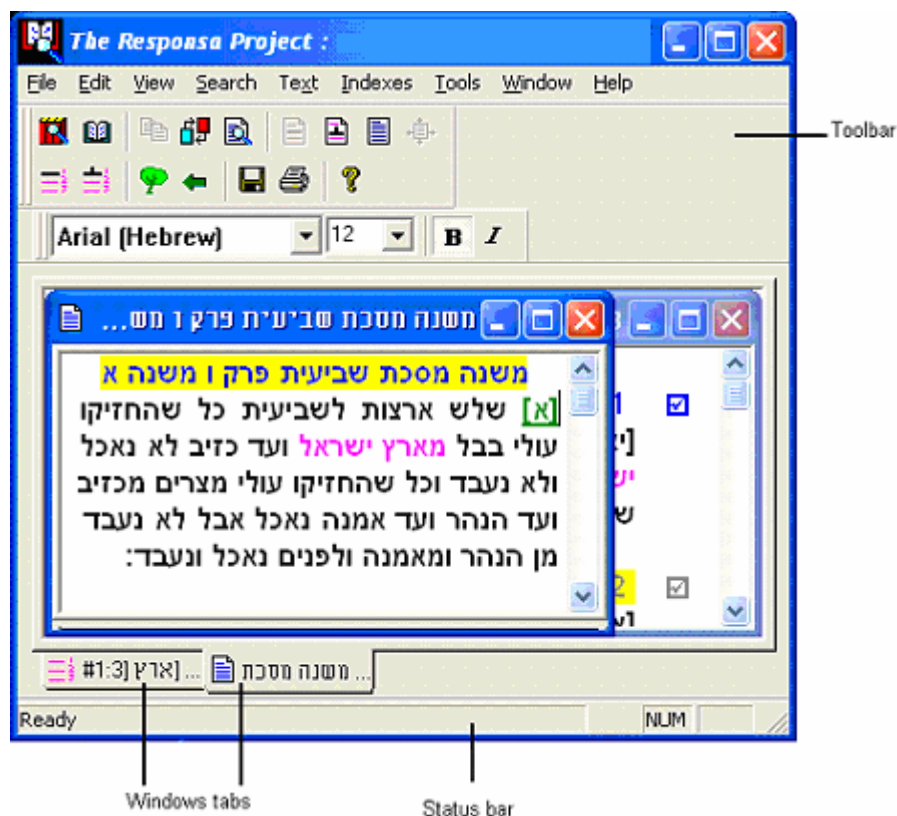 The Responsa Project :
File Edit View Search Text Indexes Tools Window Help
Toolbar
Arial (Hebrew) 12 B I
משנה מסכת שביעית פרק ו מש...
משנה מסכת שביעית פרק ו משנה א
[א] שלש ארצות לשביעית כל שהחזיקו
עולי בבל מארץ ישראל ועד כזיב לא נאכל
ולא נעבד וכל שהחזיקו עולי מצרים מכזיב
ועד הנהר ועד אמנה נאכל אבל לא נעבד
מן הנהר ומאמנה ולפנים נאכל ונעבד:
1
2
#1:3] ארץ] ...
משנה מסכת ...
Ready NUM
Windows tabs
Status bar